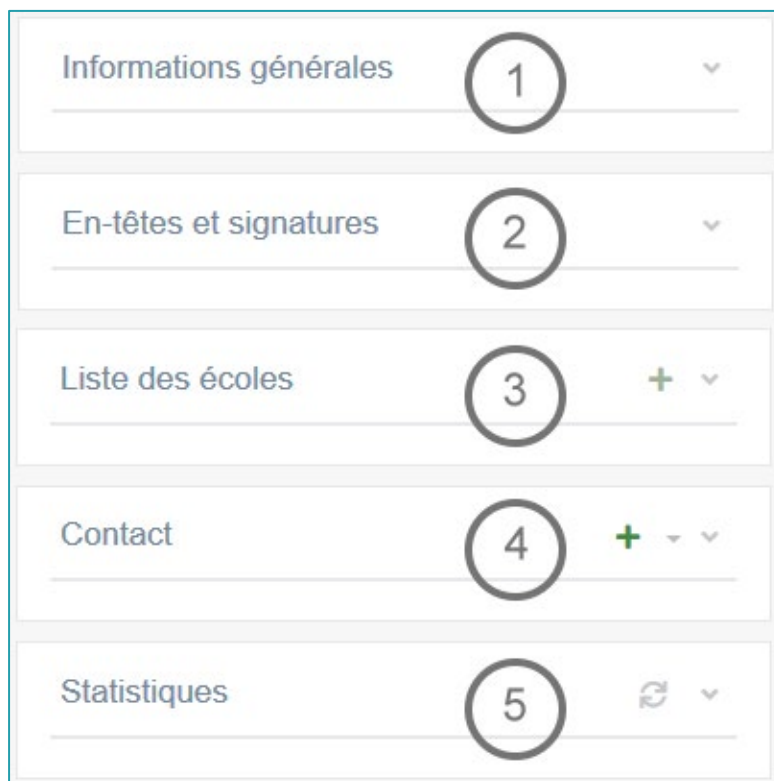 Informations générales 1
En-têtes et signatures 2
Liste des écoles 3
Contact 4
Statistiques 5